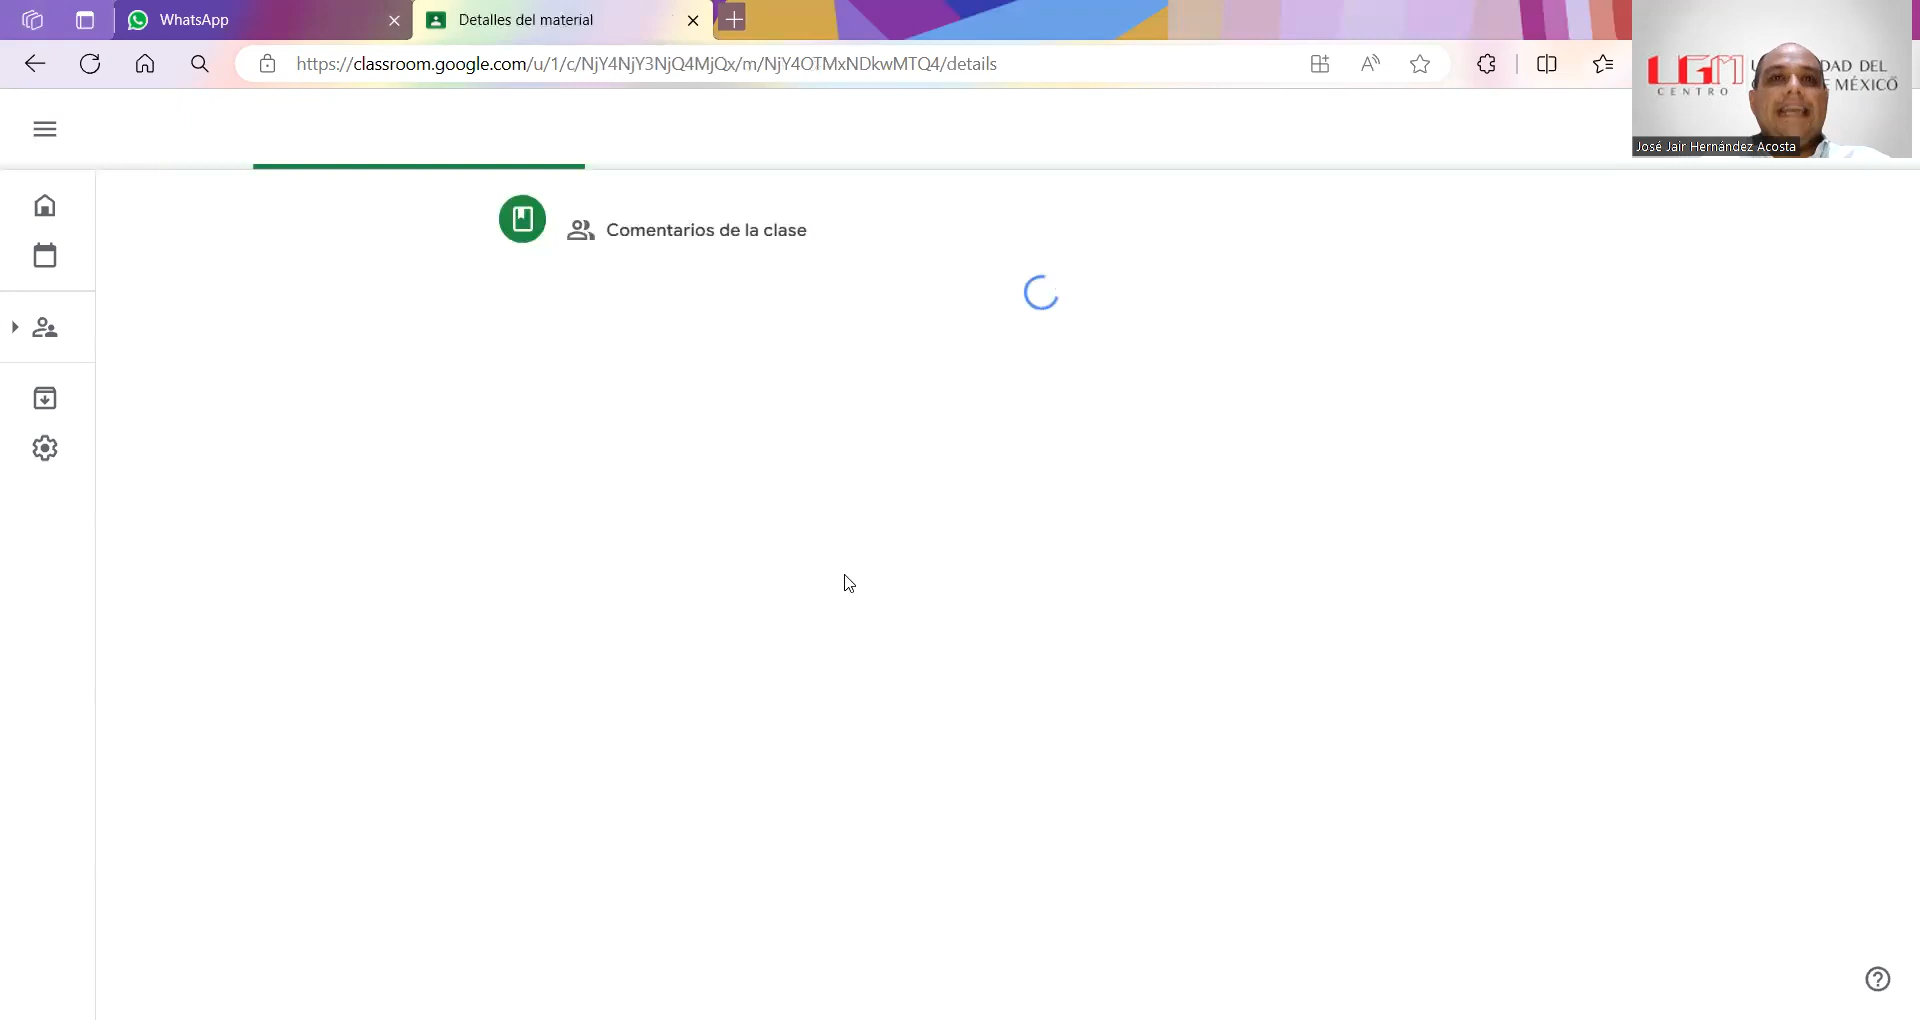 WhatsApp
Detalles del material
https://classroom.google.com/u/1/c/NjY4NjY3NjQ4MjQx/m/NjY4OTMxNDkwMTQ4/details
UGM
CENTRO
DAD DEL
E MÉXICO
José Jair Hernández Acosta
Comentarios de la clase